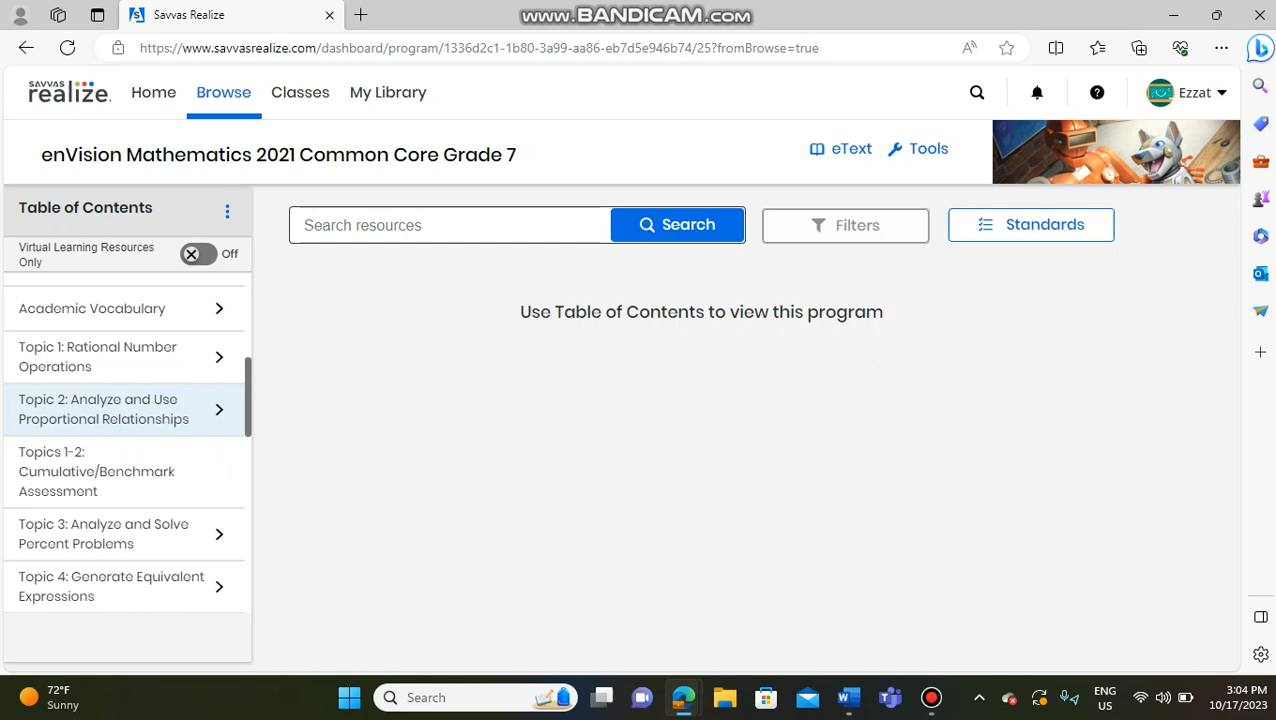 www.BANDICAM.com
Savvas Realize
https://www.savvasrealize.com/dashboard/program/1336d2c1-1b80-3a99-aa86-eb7d5e946b74/25?fromBrowse=true
SAVVAS
realize.
Home
Browse
Classes
My Library
Ezzat
enVision Mathematics 2021 Common Core Grade 7
eText
Tools
Table of Contents
Virtual Learning Resources
Only
Off
Search resources
Search
Filters
Standards
Use Table of Contents to view this program
Academic Vocabulary
Topic 1: Rational Number
Operations
Topic 2: Analyze and Use
Proportional Relationships
Topics 1-2:
Cumulative/Benchmark
Assessment
Topic 3: Analyze and Solve
Percent Problems
Topic 4: Generate Equivalent
Expressions
72°F
Sunny
Search
ENG
US
3:04 PM
10/17/2023